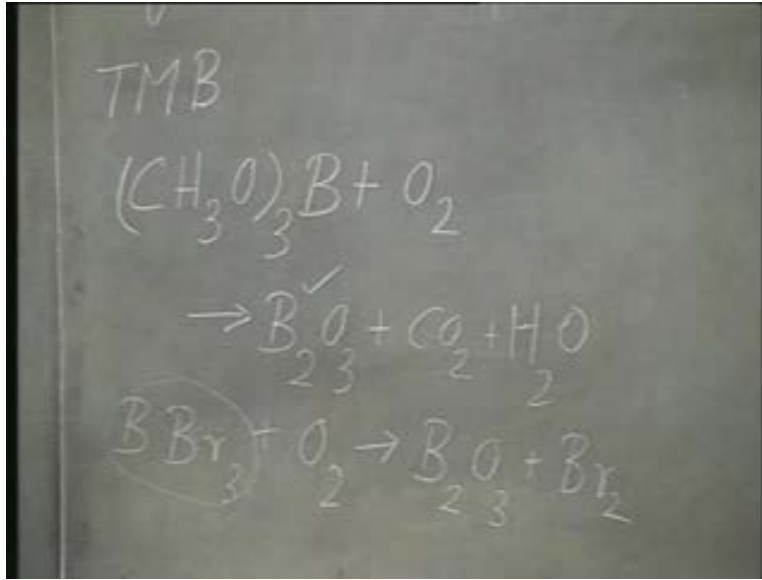 TMB
(CH₃O)₃B + O₂
→ B₂O₃ + CO₂ + H₂O
BBr₃ + O₂ → B₂O₃ + Br₂